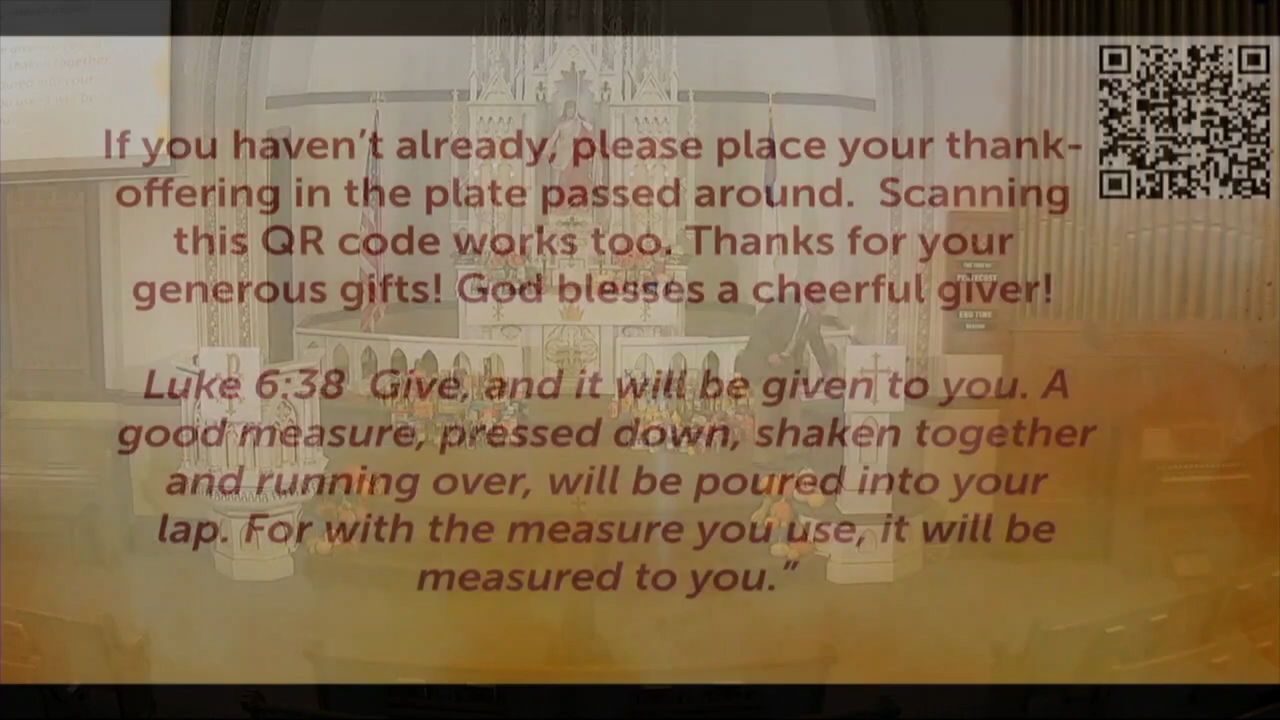 If you haven't already, please place your thank-
offering in the plate passed around. Scanning
this QR code works too. Thanks for your
generous gifts! God blesses a cheerful giver!
Luke 6:38 Give, and it will be given to you. A
good measure, pressed down, shaken together
and running over, will be poured into your
lap. For with the measure you use, it will be
measured to you.”
PENTECOST
END TIME